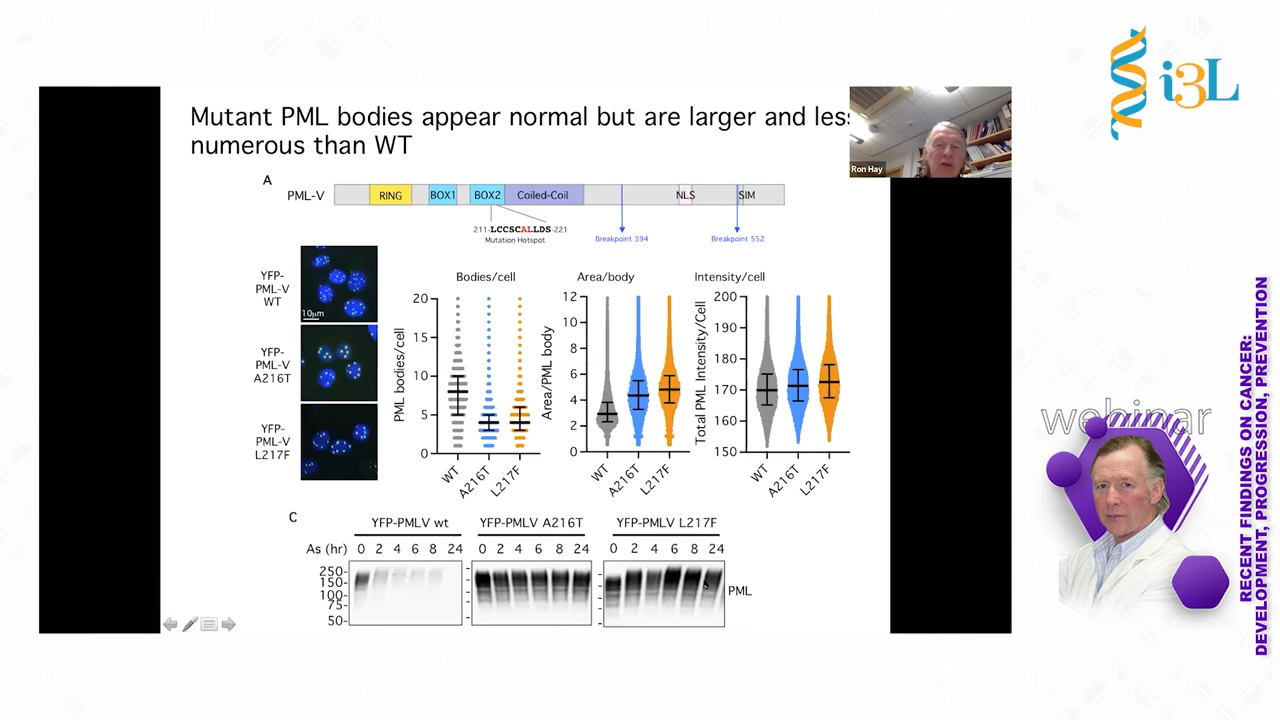 i3L
Mutant PML bodies appear normal but are larger and less
numerous than WT
Ron Hay
A
PML-V
RING
BOX1
BOX2
Coiled-Coil
NLS
SIM
211-LCCSCALLDS-221
Mutation Hotspot
Breakpoint 394
Breakpoint 552
YFP-
PML-V
WT
10μm
YFP-
PML-V
A216T
YFP-
PML-V
L217F
Bodies/cell
PML bodies/cell
20
15
10
5
0
WT
A216T
L217F
Area/body
Area/PML body
12
10
8
6
4
2
0
WT
A216T
L217F
Intensity/cell
Total PML Intensity/Cell
200
190
180
170
160
150
WT
A216T
L217F
C
YFP-PMLV wt
YFP-PMLV A216T
YFP-PMLV L217F
As (hr) 0 2 4 6 8 24 0 2 4 6 8 24 0 2 4 6 8 24
250-
150-
100-
75-
50-
PML
webinar
RECENT FINDINGS ON CANCER:
DEVELOPMENT, PROGRESSION, PREVENTION